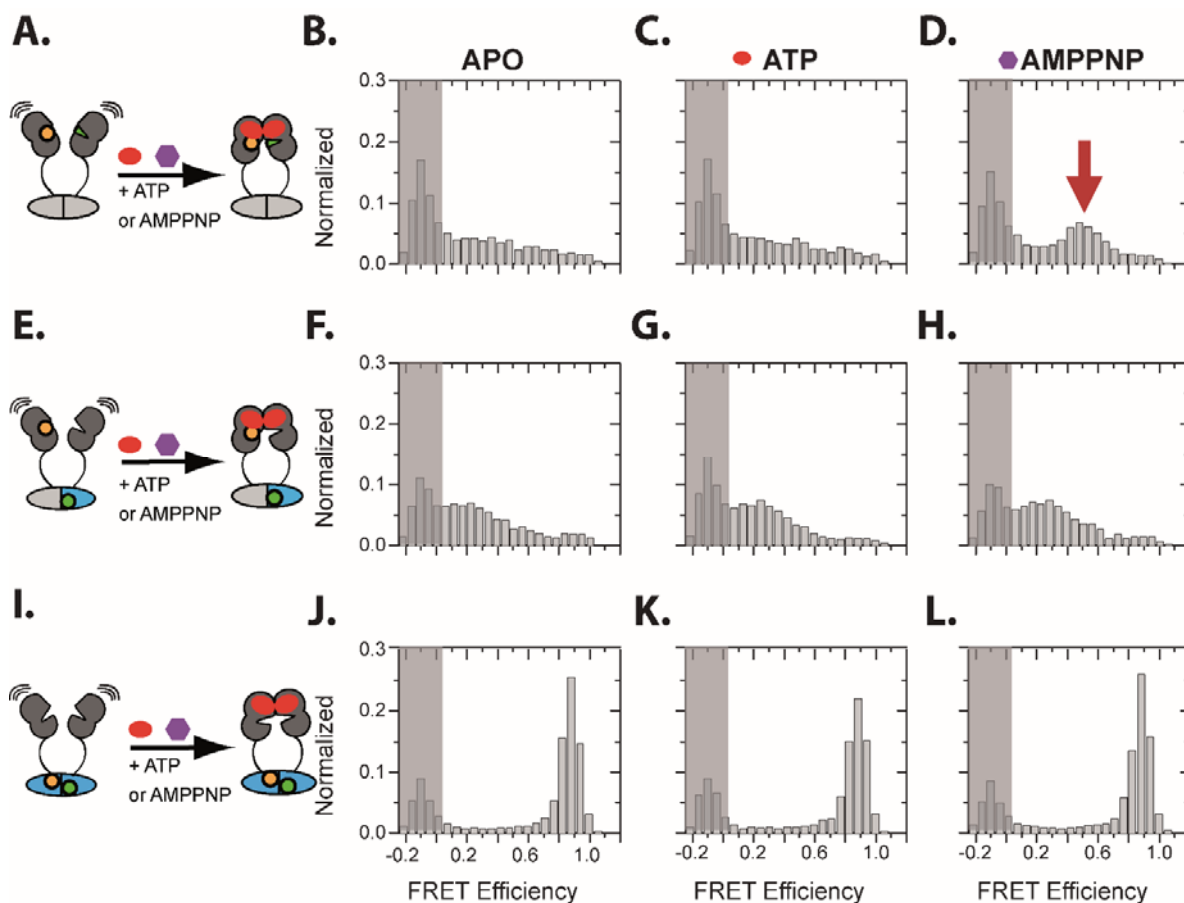 A.
B.
C.
D.
APO
ATP
AMPPNP
0.3
0.2
0.1
0.0
Normalized
+ ATP
or AMPPNP
E.
F.
G.
H.
0.3
0.2
0.1
0.0
+ ATP
or AMPPNP
I.
J.
K.
L.
0.3
0.2
0.1
0.0
Normalized
+ ATP
or AMPPNP
-0.2 0.2 0.6 1.0
-0.2 0.2 0.6 1.0
-0.2 0.2 0.6 1.0
FRET Efficiency
FRET Efficiency
FRET Efficiency